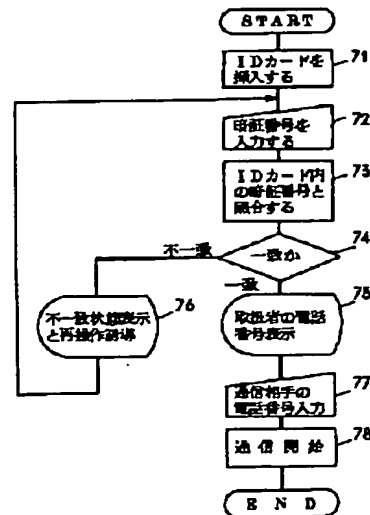 START
IDカードを
挿入する
71
暗証番号を
入力する
72
IDカード内
の暗証番号と
照合する
73
一致か
74
不一致
一致
不一致状態表示
と再操作誘導
76
取扱者の電話
番号表示
75
通信相手の
電話番号入力
77
通信開始
78
END